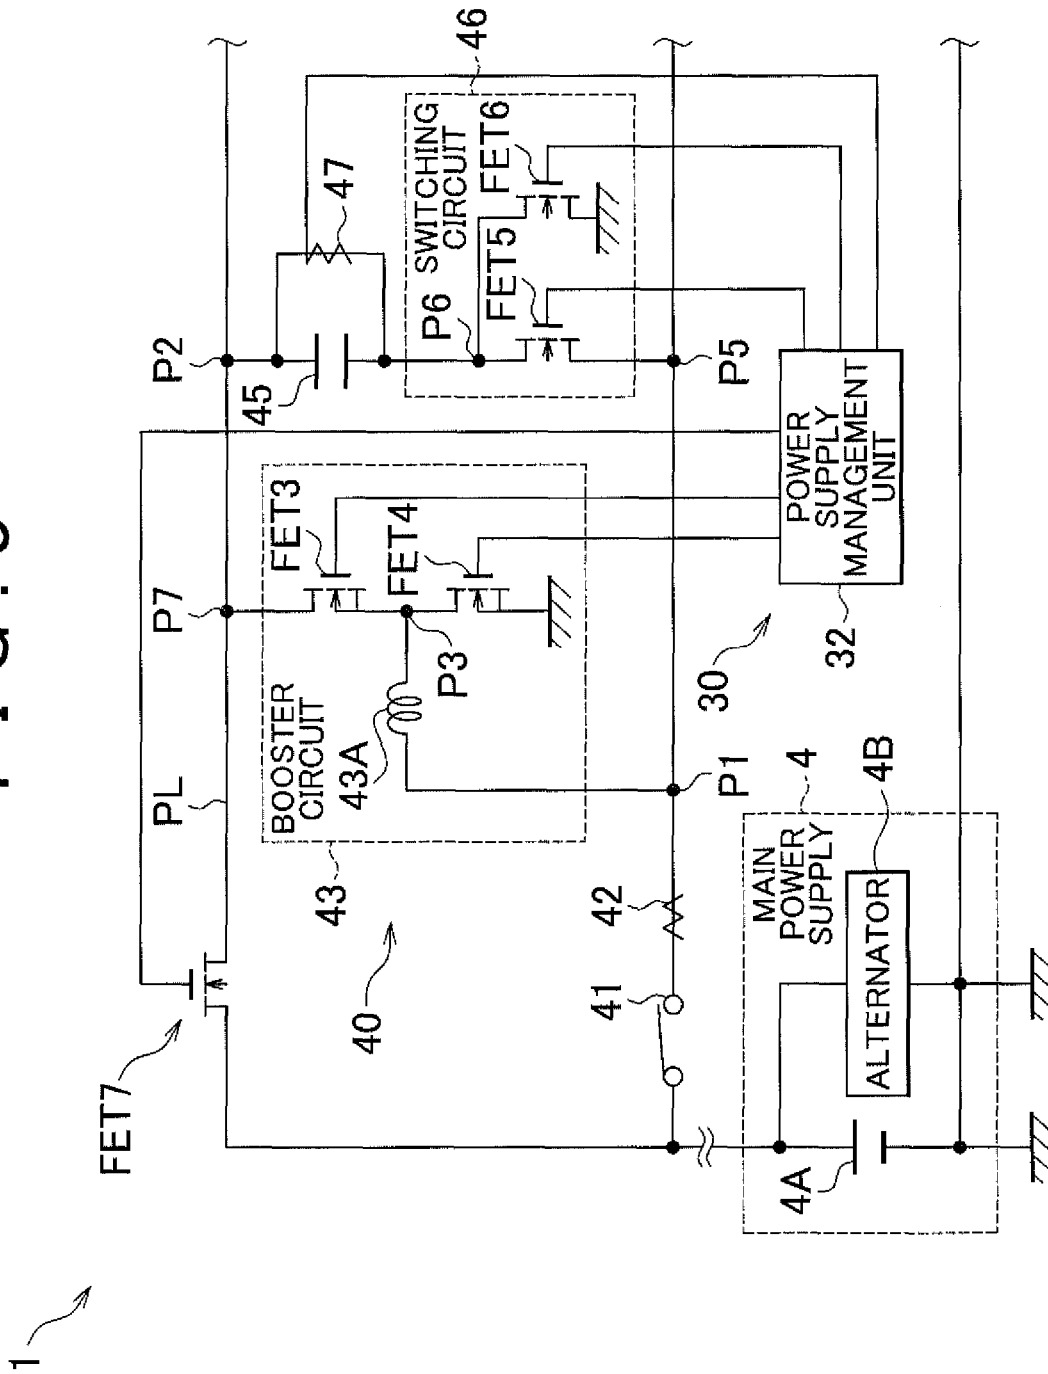 1
FET7
PL
P7
P2
40
43
BOOSTER
CIRCUIT
43A
P3
FET3
FET4
45
47
P6
46
SWITCHING
CIRCUIT
FET5
FET6
41
42
P1
P5
30
32
POWER
SUPPLY
MANAGEMENT
UNIT
4
MAIN
POWER
SUPPLY
4A
4B
ALTERNATOR